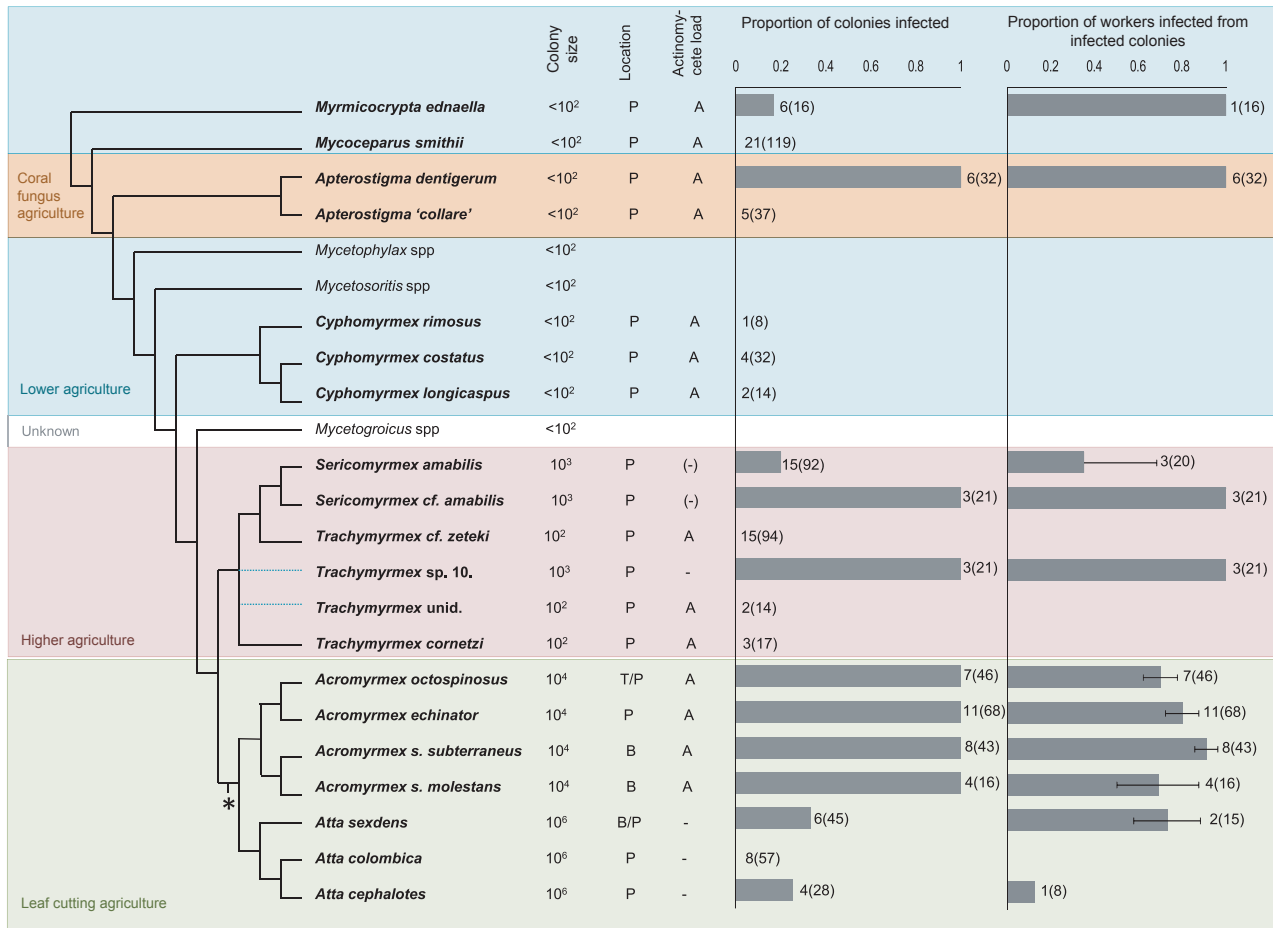 Colony size
Location
Actinomy-cete load
Proportion of colonies infected
Proportion of workers infected from infected colonies
0 0.2 0.4 0.6 0.8 1
0 0.2 0.4 0.6 0.8 1
Myrmicocrypta ednaella <10² P A 6(16) 1(16)
Mycoceparus smithii <10² P A 21(119)
Coral fungus agriculture
Apterostigma dentigerum <10² P A 6(32) 6(32)
Apterostigma ‘collare’ <10² P A 5(37)
Mycetophylax spp <10²
Mycetosoritis spp <10²
Cyphomyrmex rimosus <10² P A 1(8)
Cyphomyrmex costatus <10² P A 4(32)
Cyphomyrmex longicaspus <10² P A 2(14)
Lower agriculture
Unknown
Mycetogroicus spp <10²
Sericomyrmex amabilis 10³ P (-) 15(92) 3(20)
Sericomyrmex cf. amabilis 10³ P (-) 3(21) 3(21)
Trachymyrmex cf. zeteki 10² P A 15(94)
Trachymyrmex sp. 10. 10³ P - 3(21) 3(21)
Trachymyrmex unid. 10² P A 2(14)
Trachymyrmex cornetzi 10² P A 3(17)
Higher agriculture
Acromyrmex octospinosus 10⁴ T/P A 7(46) 7(46)
Acromyrmex echinator 10⁴ P A 11(68) 11(68)
Acromyrmex s. subterraneus 10⁴ B A 8(43) 8(43)
Acromyrmex s. molestans 10⁴ B A 4(16) 4(16)
*
Atta sexdens 10⁶ B/P - 6(45) 2(15)
Atta colombica 10⁶ P - 8(57)
Atta cephalotes 10⁶ P - 4(28) 1(8)
Leaf cutting agriculture